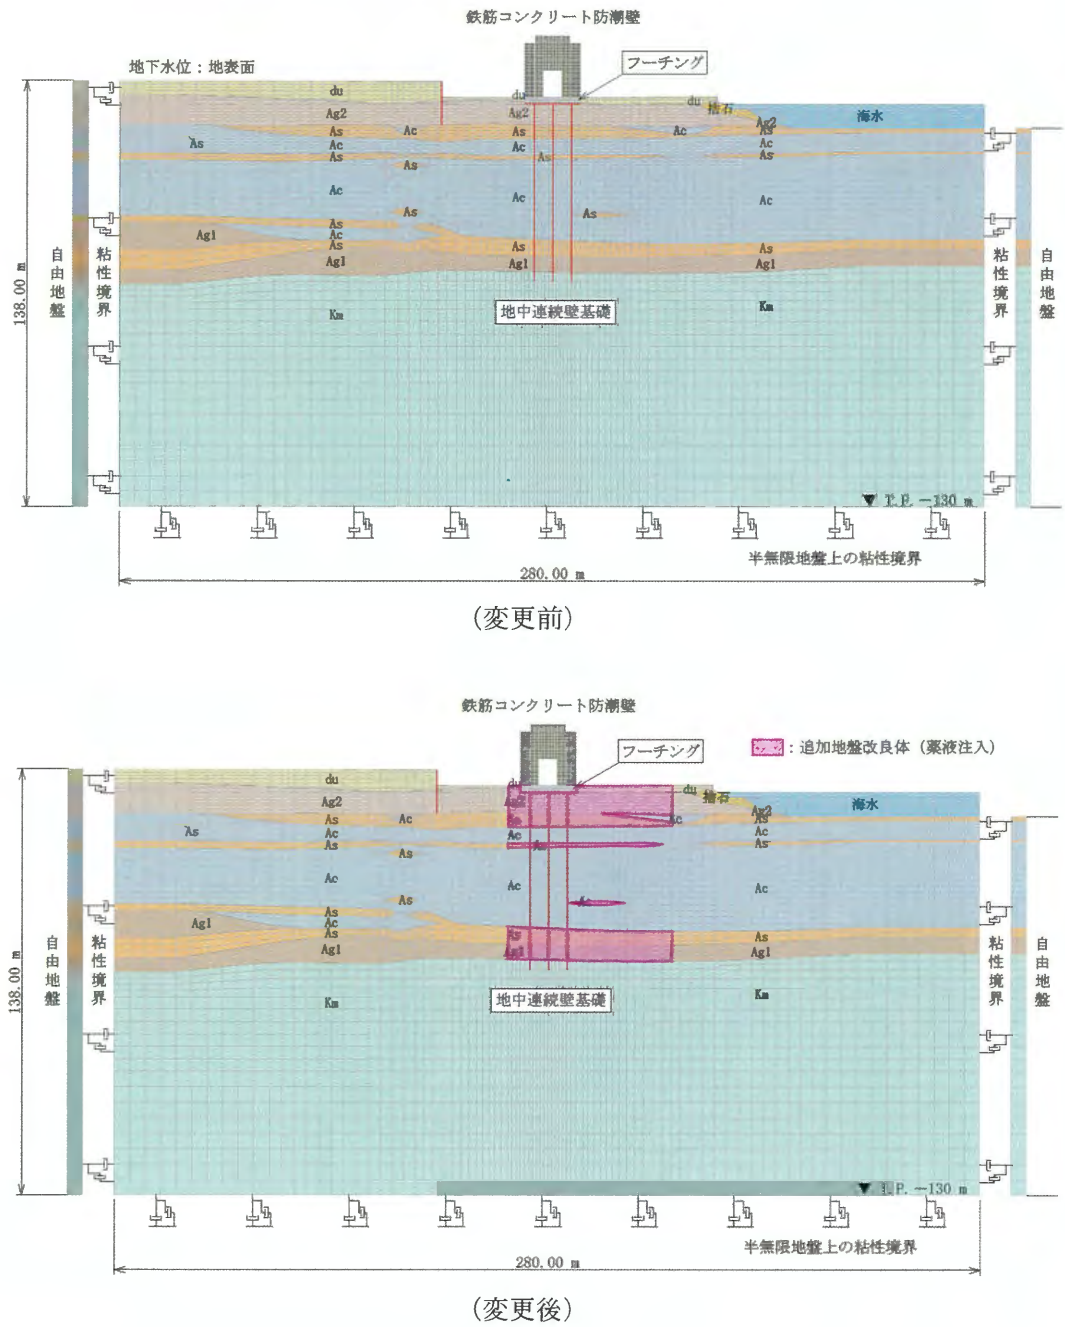 鉄筋コンクリート防潮壁
フーチング
地下水位：地表面
du
du
du
捨石
海水
Ag2
Ag2
Ag2
As
Ac
As
Ac
As
As
Ac
Ac
Ac
As
As
As
As
Ac
Ac
Ac
As
As
As
Ag1
Ac
As
As
As
Ag1
Ag1
Ag1
Km
Km
地中連続壁基礎
自由地盤
粘性境界
粘性境界
自由地盤
138.00 m
T.P. −130 m
半無限地盤上の粘性境界
280.00 m
（変更前）
鉄筋コンクリート防潮壁
フーチング
：追加地盤改良体（薬液注入）
du
du
du
捨石
海水
Ag2
Ag2
Ag2
As
Ac
As
Ac
As
As
Ac
Ac
Ac
As
As
As
As
Ac
Ac
Ac
As
As
Ag1
Ac
As
As
As
Ag1
Ag1
Ag1
Km
Km
地中連続壁基礎
自由地盤
粘性境界
粘性境界
自由地盤
138.00 m
T.P. −130 m
半無限地盤上の粘性境界
280.00 m
（変更後）